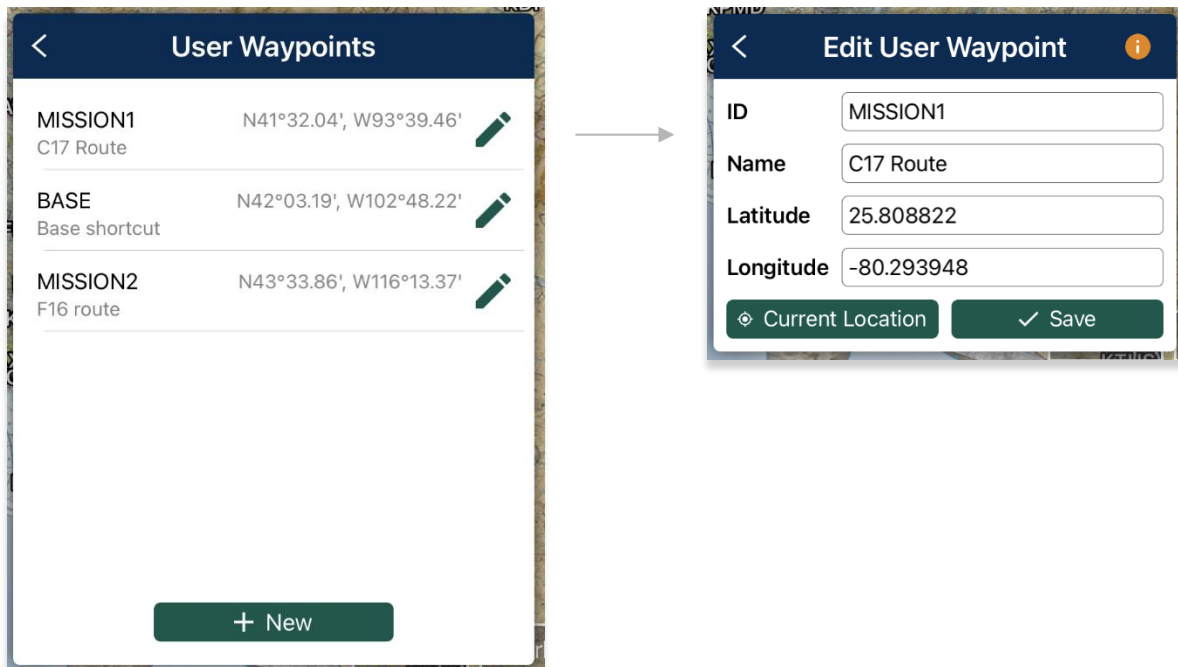 User Waypoints
MISSION1 N41°32.04', W93°39.46'
C17 Route
BASE N42°03.19', W102°48.22'
Base shortcut
MISSION2 N43°33.86', W116°13.37'
F16 route
+ New
Edit User Waypoint
ID MISSION1
Name C17 Route
Latitude 25.808822
Longitude -80.293948
Current Location
Save